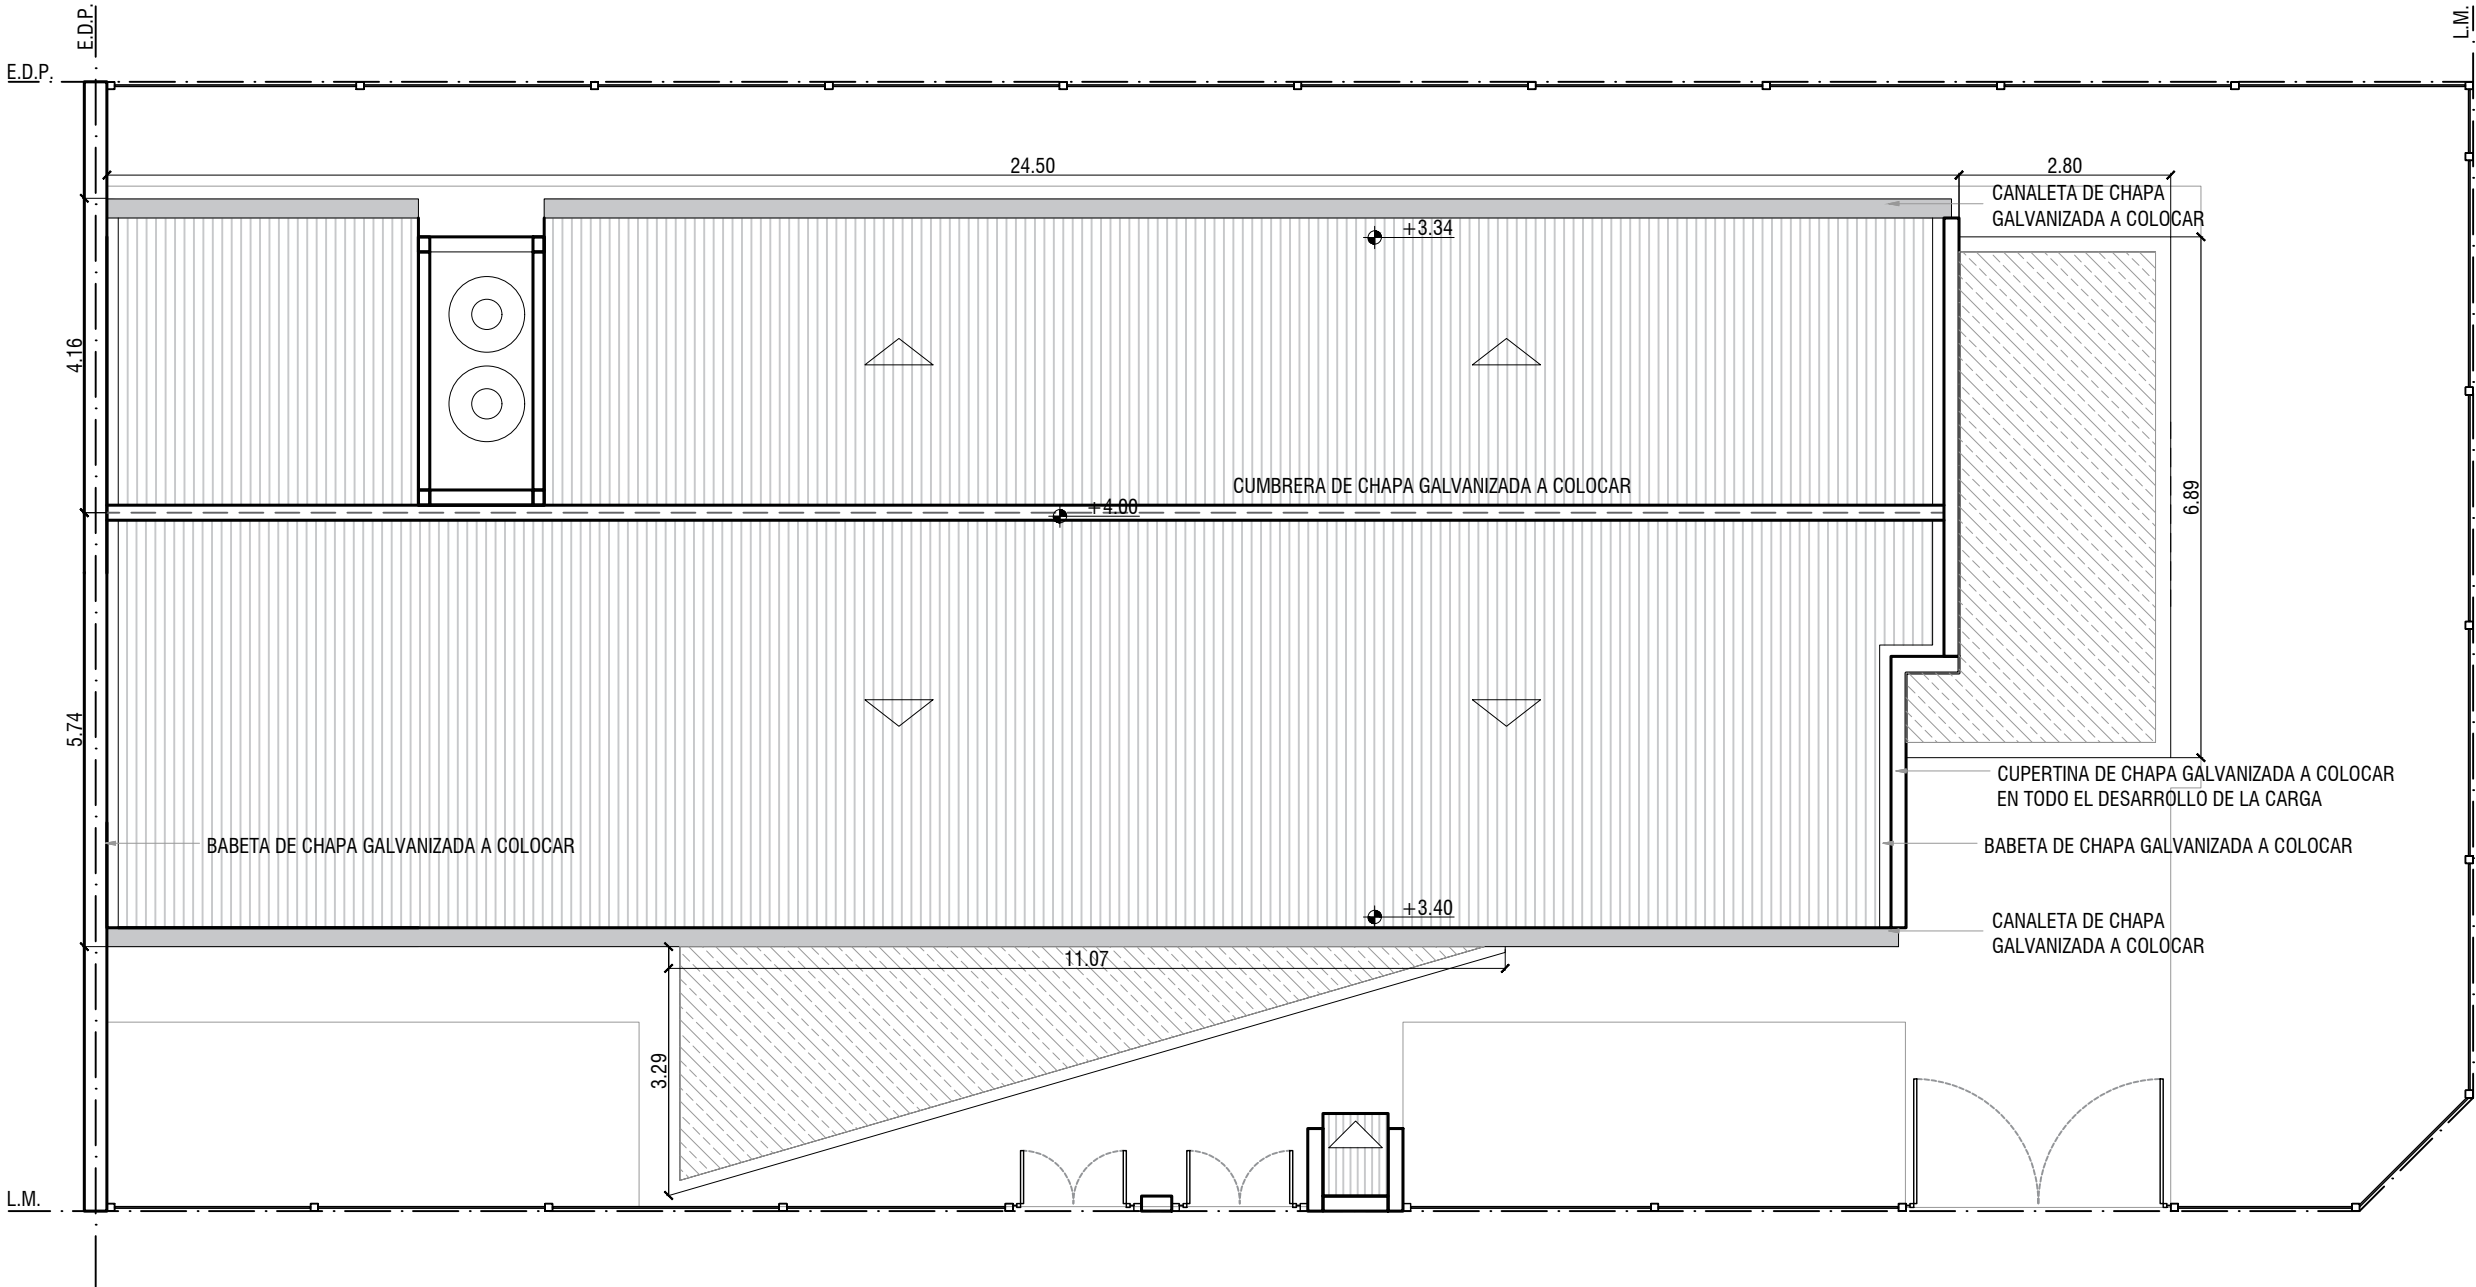 E.D.P.
L.M.
E.D.P.
24.50
2.80
CANALETA DE CHAPA
GALVANIZADA A COLOCAR
+3.34
4.16
CUMBRERA DE CHAPA GALVANIZADA A COLOCAR
6.89
+4.00
5.74
CUPERTINA DE CHAPA GALVANIZADA A COLOCAR
EN TODO EL DESARROLLO DE LA CARGA
BABETA DE CHAPA GALVANIZADA A COLOCAR
BABETA DE CHAPA GALVANIZADA A COLOCAR
+3.40
CANALETA DE CHAPA
GALVANIZADA A COLOCAR
11.07
3.29
L.M.